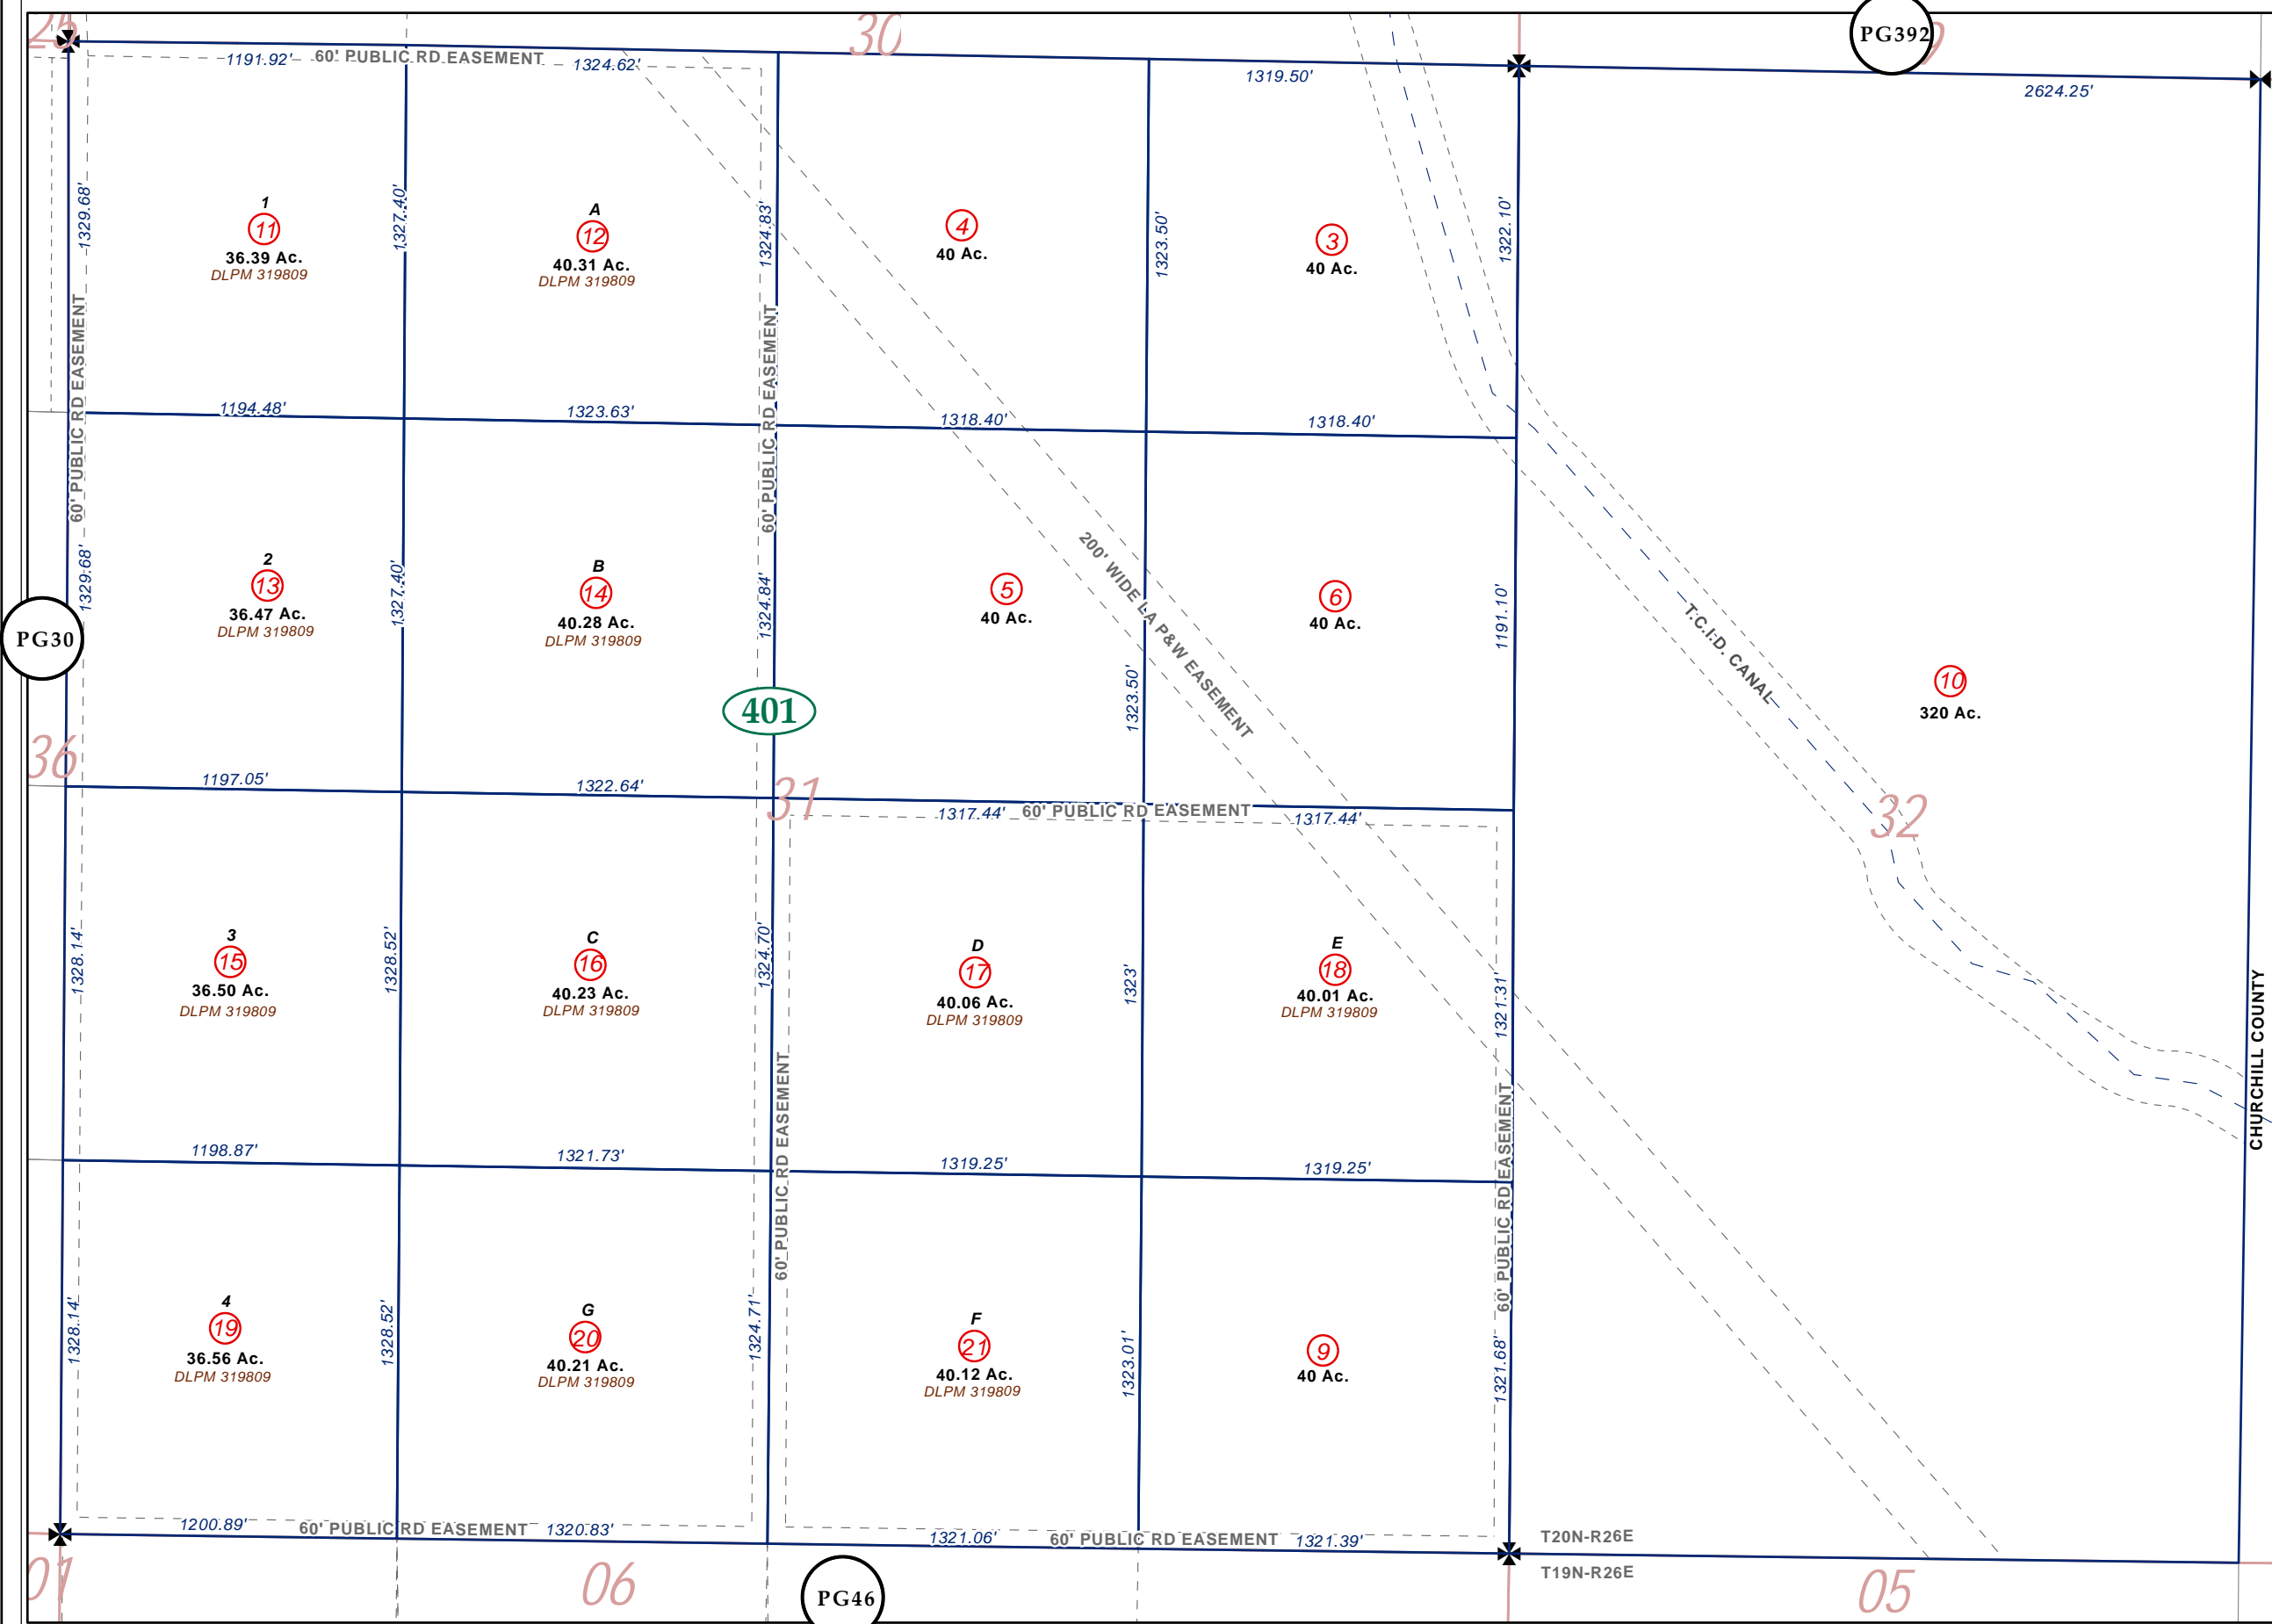 25
30
PG392
1191.92'
60' PUBLIC RD EASEMENT
1324.62'
1319.50'
2624.25'
1329.68'
1327.40'
1324.83'
1323.50'
1322.10'
1
11
36.39 Ac.
DLPM 319809
A
12
40.31 Ac.
DLPM 319809
4
40 Ac.
3
40 Ac.
60' PUBLIC RD EASEMENT
60' PUBLIC RD EASEMENT
1194.48'
1323.63'
1318.40'
1318.40'
1329.68'
1327.40'
1324.84'
1323.50'
1191.10'
2
13
36.47 Ac.
DLPM 319809
B
14
40.28 Ac.
DLPM 319809
5
40 Ac.
6
40 Ac.
200' WIDE LA P&W EASEMENT
T.C.I.D. CANAL
10
320 Ac.
PG30
401
36
31
32
1197.05'
1322.64'
1317.44'
60' PUBLIC RD EASEMENT
1317.44'
1328.14'
1328.52'
1324.70'
1323'
1321.31'
3
15
36.50 Ac.
DLPM 319809
C
16
40.23 Ac.
DLPM 319809
D
17
40.06 Ac.
DLPM 319809
E
18
40.01 Ac.
DLPM 319809
CHURCHILL COUNTY
60' PUBLIC RD EASEMENT
60' PUBLIC RD EASEMENT
1198.87'
1321.73'
1319.25'
1319.25'
1328.14'
1328.52'
1324.71'
1323.01'
1321.68'
4
19
36.56 Ac.
DLPM 319809
G
20
40.21 Ac.
DLPM 319809
F
21
40.12 Ac.
DLPM 319809
9
40 Ac.
1200.89'
60' PUBLIC RD EASEMENT
1320.83'
1321.06'
60' PUBLIC RD EASEMENT
1321.39'
T20N-R26E
T19N-R26E
01
06
PG46
05